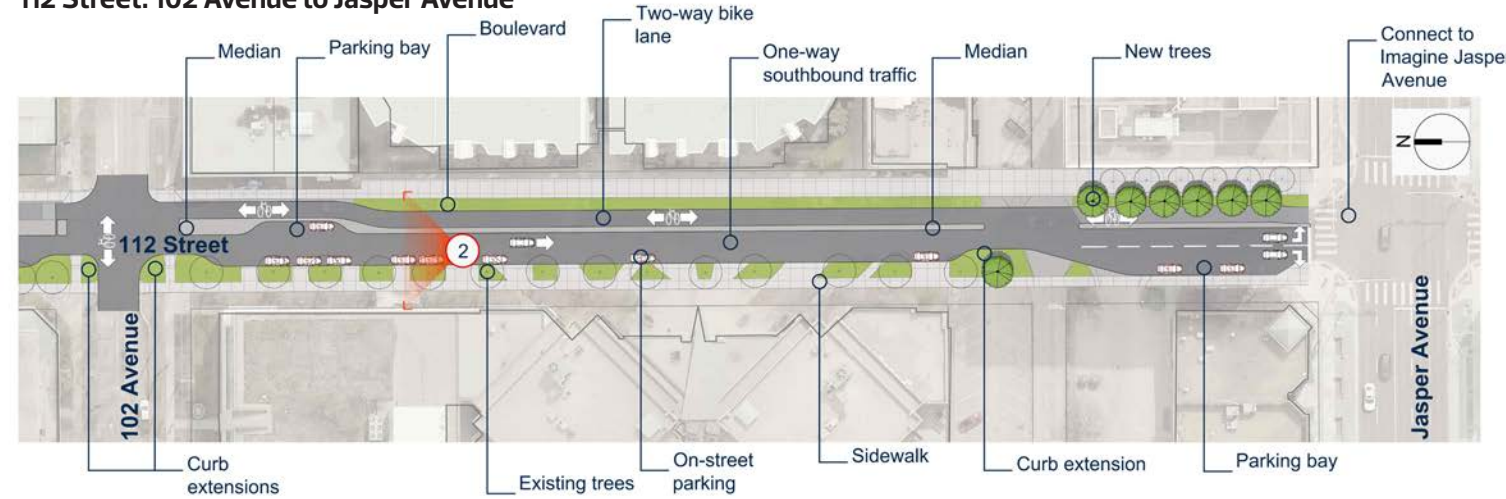 112 Street: 102 Avenue to Jasper Avenue
Median
Parking bay
Boulevard
Two-way bike
lane
One-way
southbound traffic
Median
New trees
Connect to
Imagine Jasper
Avenue
N
112 Street
2
102 Avenue
Jasper Avenue
Curb
extensions
Existing trees
On-street
parking
Sidewalk
Curb extension
Parking bay